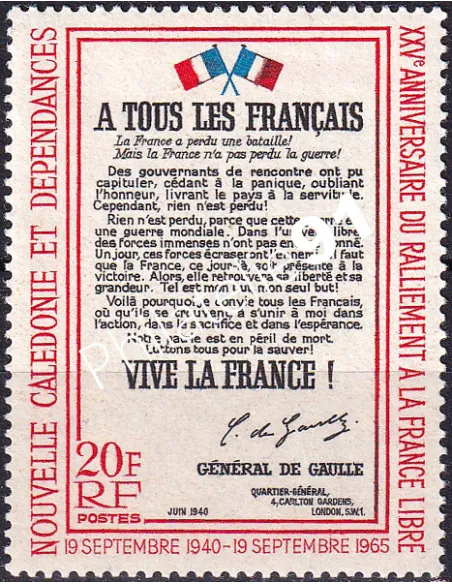 A TOUS LES FRANÇAIS
La France a perdu une bataille!
Mais la France n'a pas perdu la guerre!
Des gouvernants de rencontre ont pu
capituler, cédant à la panique, oubliant
l'honneur, livrant le pays à la servitude.
Cependant, rien n'est perdu!
Rien n'est perdu, parce que cette guerre est
une guerre mondiale. Dans l'univers libre
des forces immenses n'ont pas encore donné.
Un jour, ces forces écraseront l'ennemi. Il faut
que la France, ce jour-là, soit présente à la
victoire. Alors, elle retrouvera sa liberté et sa
grandeur. Tel est mon but, mon seul but!
Voilà pourquoi je convie tous les Français,
où qu'ils se trouvent, à s'unir à moi dans
l'action, dans le sacrifice et dans l'espérance.
Notre patrie est en péril de mort.
Luttons tous pour la sauver!
VIVE LA FRANCE !
C. de Gaulle.
GÉNÉRAL DE GAULLE
QUARTIER-GÉNÉRAL,
4, CARLTON GARDENS,
LONDON, S.W.1.
JUIN 1940
20F
RF
POSTES
NOUVELLE CALEDONIE ET DEPENDANCES
XXVe ANNIVERSAIRE DU RALLIEMENT A LA FRANCE LIBRE
19 SEPTEMBRE 1940-19 SEPTEMBRE 1965